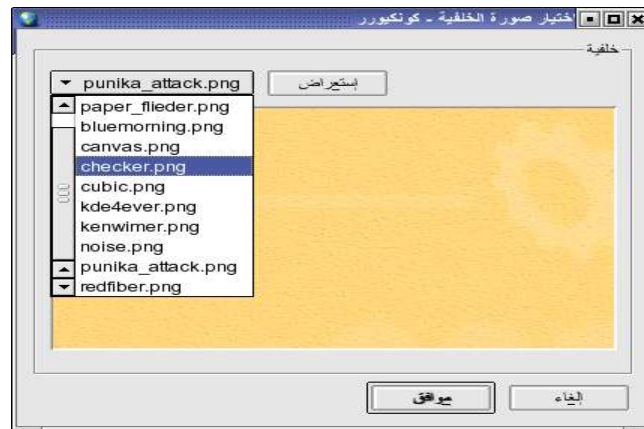 اختيار صورة الخلفية ـ كونكيورر
خلفية
إستعراض
punika_attack.png
paper_flieder.png
bluemorning.png
canvas.png
checker.png
cubic.png
kde4ever.png
kenwimer.png
noise.png
punika_attack.png
redfiber.png
إلغاء
موافق